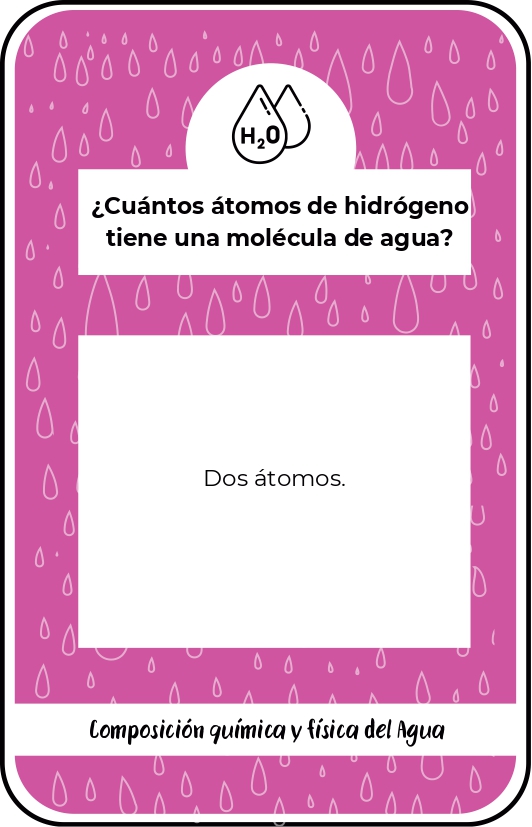 H₂O
¿Cuántos átomos de hidrógeno
tiene una molécula de agua?
Dos átomos.
Composición química y física del Agua